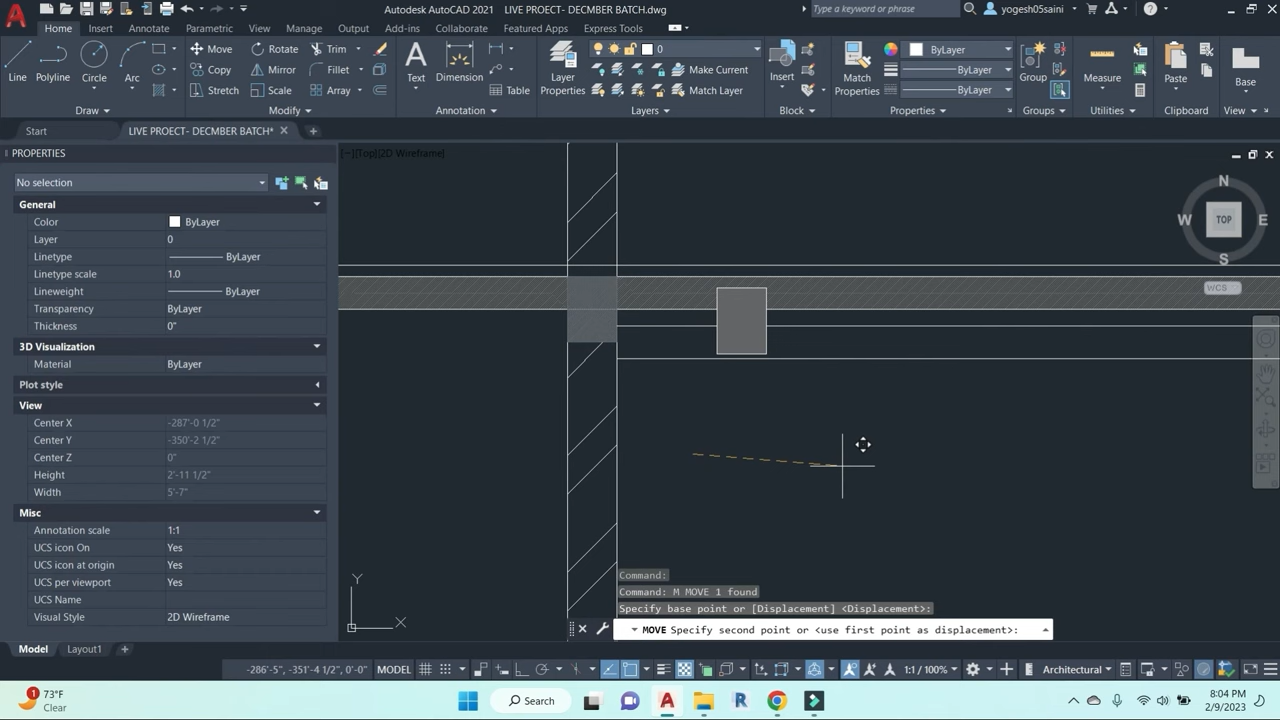 Autodesk AutoCAD 2021 LIVE PROECT- DECMBER BATCH.dwg
Type a keyword or phrase
yogesh05saini
Home Insert Annotate Parametric View Manage Output Add-ins Collaborate Featured Apps Express Tools
Line Polyline Circle Arc
Move Rotate Trim
Copy Mirror Fillet
Stretch Scale Array
Text Dimension Table
Layer Properties
0
Make Current
Match Layer
Insert
Match Properties
ByLayer
ByLayer
ByLayer
Group
Measure
Paste
Base
Draw Modify Annotation Layers Block Properties Groups Utilities Clipboard View
Start LIVE PROECT- DECMBER BATCH*
PROPERTIES
[−][Top][2D Wireframe]
No selection
General
Color ByLayer
Layer 0
Linetype ByLayer
Linetype scale 1.0
Lineweight ByLayer
Transparency ByLayer
Thickness 0"
3D Visualization
Material ByLayer
Plot style
View
Center X -287'-0 1/2"
Center Y -350'-2 1/2"
Center Z 0"
Height 2'-11 1/2"
Width 5'-7"
Misc
Annotation scale 1:1
UCS icon On Yes
UCS icon at origin Yes
UCS per viewport Yes
UCS Name
Visual Style 2D Wireframe
N
W TOP E
S
WCS
Y
X
Command:
Command: M MOVE 1 found
Specify base point or [Displacement] <Displacement>:
MOVE Specify second point or <use first point as displacement>:
Model Layout1
-286'-5", -351'-4 1/2", 0'-0" MODEL 1:1 / 100% Architectural
1
73°F
Clear
Search
8:04 PM
2/9/2023